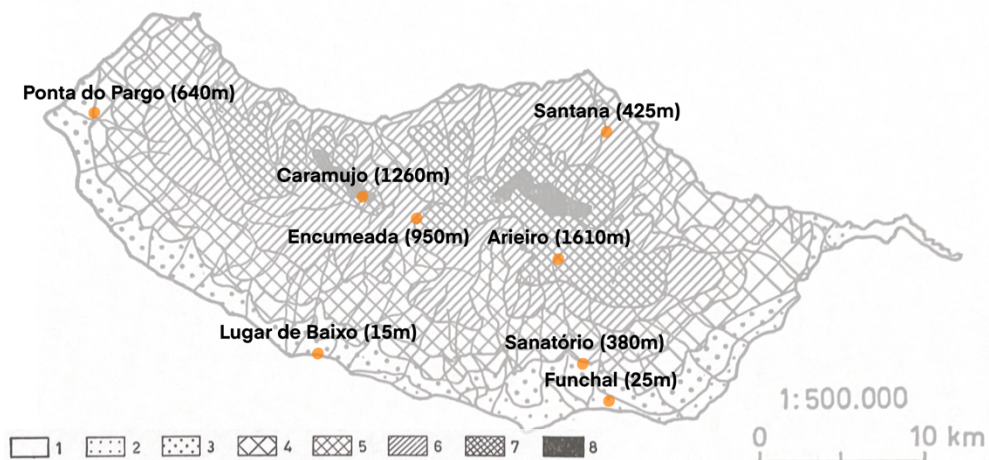 Ponta do Pargo (640m)
Santana (425m)
Caramujo (1260m)
Encumeada (950m)
Arieiro (1610m)
Lugar de Baixo (15m)
Sanatório (380m)
Funchal (25m)
1:500.000
0 10 km
1 2 3 4 5 6 7 8